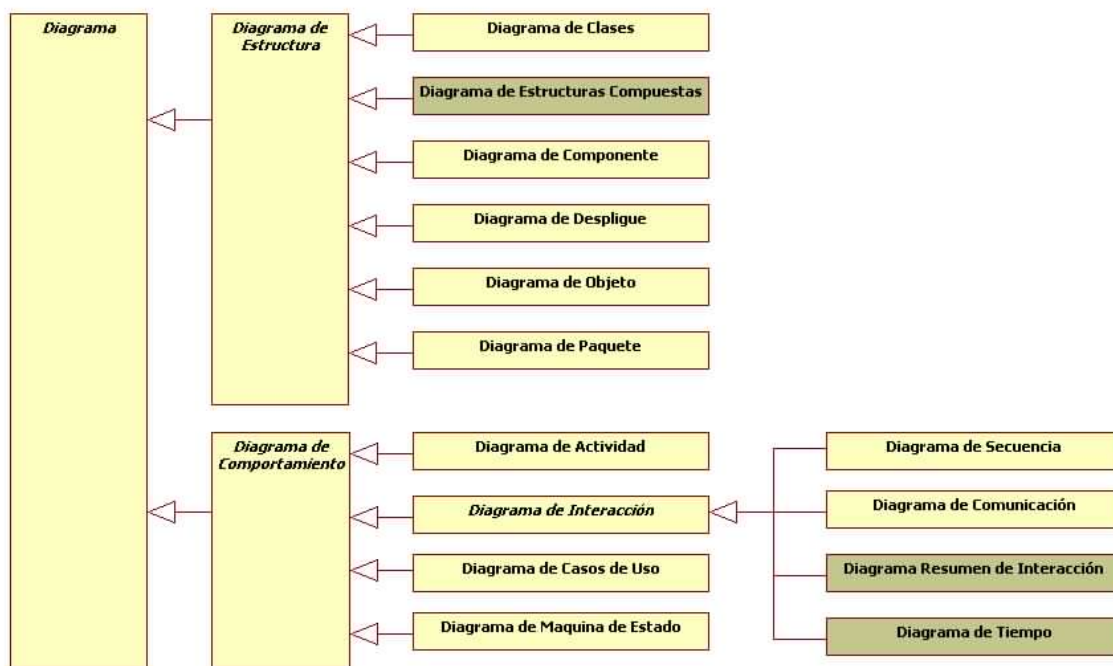 Diagrama
Diagrama de
Estructura
Diagrama de Clases
Diagrama de Estructuras Compuestas
Diagrama de Componente
Diagrama de Despligue
Diagrama de Objeto
Diagrama de Paquete
Diagrama de
Comportamiento
Diagrama de Actividad
Diagrama de Interacción
Diagrama de Casos de Uso
Diagrama de Maquina de Estado
Diagrama de Secuencia
Diagrama de Comunicación
Diagrama Resumen de Interacción
Diagrama de Tiempo